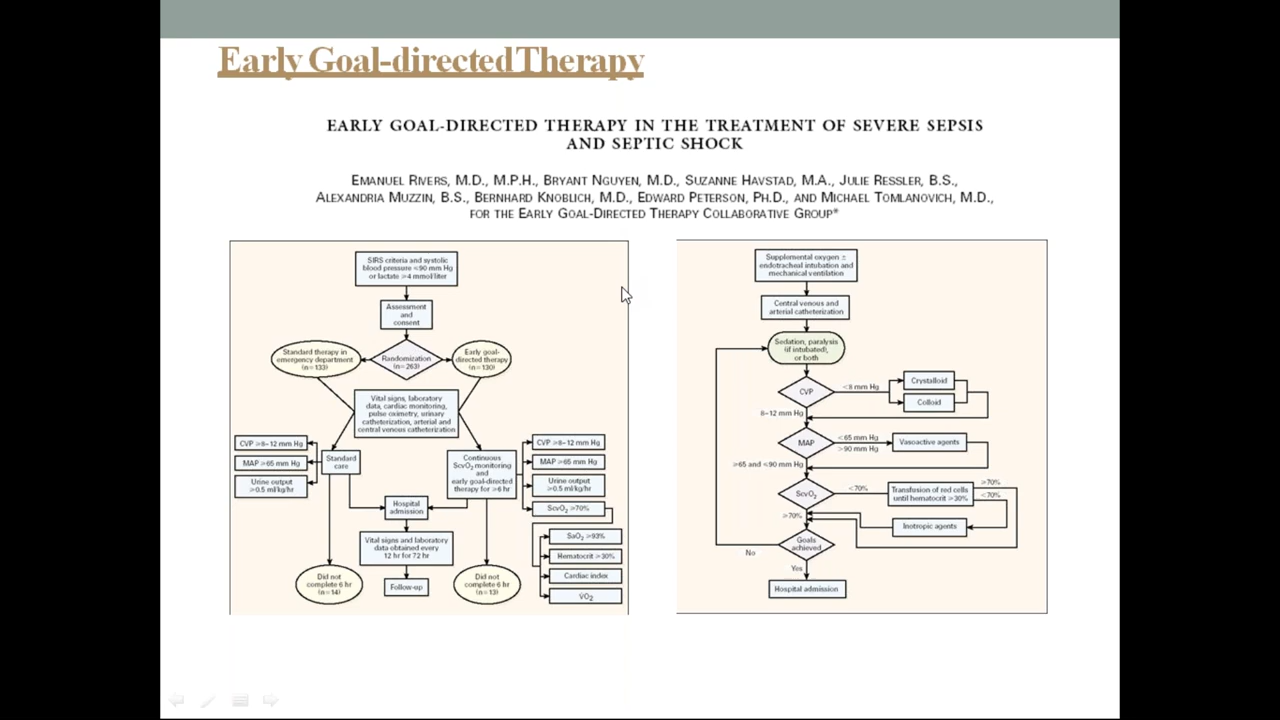 Early Goal-directed Therapy
EARLY GOAL-DIRECTED THERAPY IN THE TREATMENT OF SEVERE SEPSIS
AND SEPTIC SHOCK
EMANUEL RIVERS, M.D., M.P.H., BRYANT NGUYEN, M.D., SUZANNE HAVSTAD, M.A., JULIE RESSLER, B.S.,
ALEXANDRIA MUZZIN, B.S., BERNHARD KNOBLICH, M.D., EDWARD PETERSON, PH.D., AND MICHAEL TOMLANOVICH, M.D.,
FOR THE EARLY GOAL-DIRECTED THERAPY COLLABORATIVE GROUP*
SIRS criteria and systolic
blood pressure <90 mm Hg
or lactate >4 mmol/liter
Assessment
and
consent
Standard therapy in
emergency department
(n=133)
Randomization
(n=263)
Early goal-
directed therapy
(n=130)
Vital signs, laboratory
data, cardiac monitoring,
pulse oximetry, urinary
catheterization, arterial and
central venous catheterization
CVP >8–12 mm Hg
MAP >65 mm Hg
Urine output
>0.5 ml/kg/hr
Standard
care
Continuous
ScvO2 monitoring
and
early goal-directed
therapy for >6 hr
CVP >8–12 mm Hg
MAP >65 mm Hg
Urine output
>0.5 ml/kg/hr
ScvO2 >70%
SaO2 >93%
Hematocrit >30%
Cardiac index
VO2
Hospital
admission
Vital signs and laboratory
data obtained every
12 hr for 72 hr
Did not
complete 6 hr
(n=14)
Follow-up
Did not
complete 6 hr
(n=13)
Supplemental oxygen ±
endotracheal intubation and
mechanical ventilation
Central venous and
arterial catheterization
Sedation, paralysis
(if intubated),
or both
CVP
<8 mm Hg
Crystalloid
Colloid
8–12 mm Hg
MAP
<65 mm Hg
>90 mm Hg
Vasoactive agents
>65 and <90 mm Hg
ScvO2
<70%
Transfusion of red cells
until hematocrit >30%
>70%
<70%
>70%
Inotropic agents
Goals
achieved
No
Yes
Hospital admission